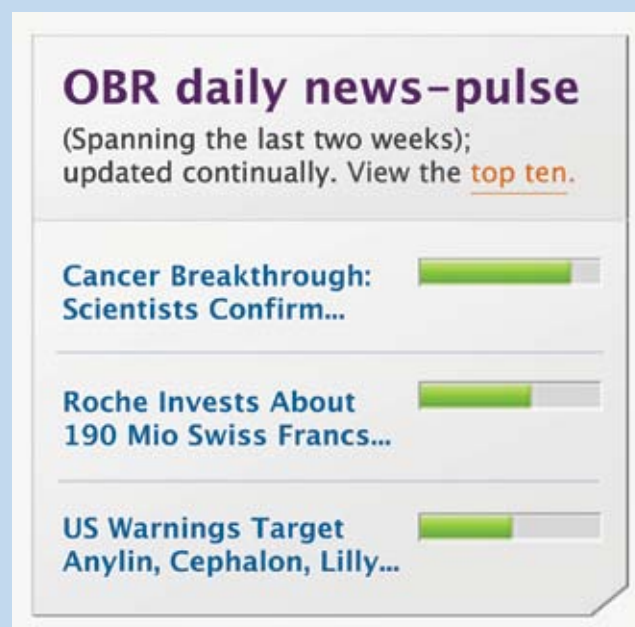 OBR daily news-pulse
(Spanning the last two weeks);
updated continually. View the top ten.
Cancer Breakthrough:
Scientists Confirm...
Roche Invests About
190 Mio Swiss Francs...
US Warnings Target
Anylin, Cephalon, Lilly...